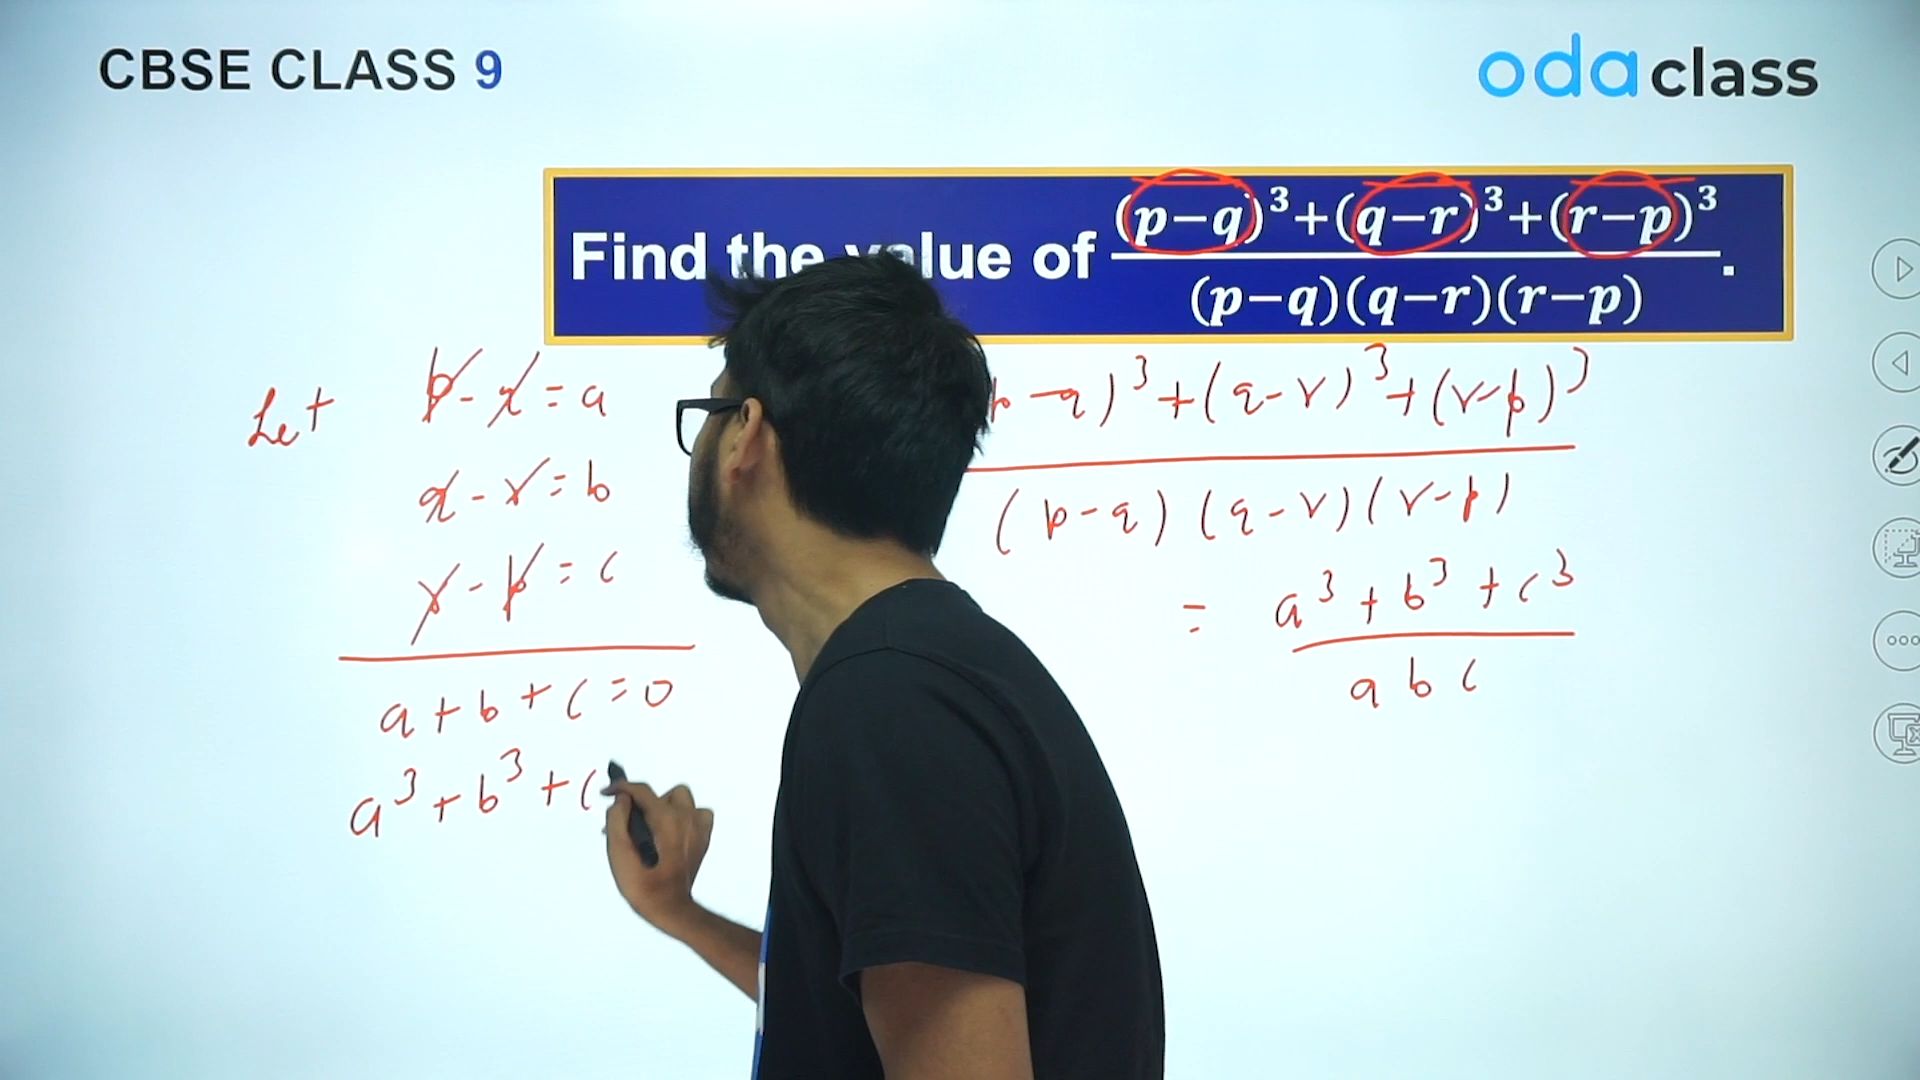 CBSE CLASS 9
odaclass
Find the value of (p−q)³+(q−r)³+(r−p)³ / (p−q)(q−r)(r−p).
Let p - q = a
q - r = b
r - p = c
a + b + c = 0
a³ + b³ + c
p - q)³ + (q - r)³ + (r - p)³
(p - q) (q - r) (r - p)
= a³ + b³ + c³
a b c